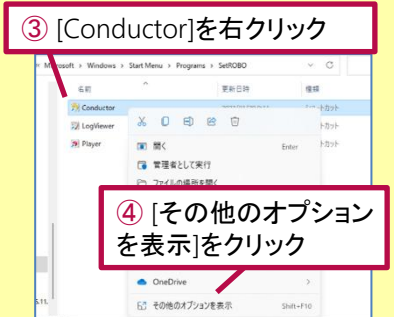 ③ [Conductor]を右クリック
Microsoft › Windows › Start Menu › Programs › SetROBO
名前 更新日時 種類
Conductor
LogViewer
Player
開く Enter
管理者として実行
ファイルの場所を開く
④ [その他のオプション
を表示]をクリック
OneDrive
その他のオプションを表示 Shift+F10